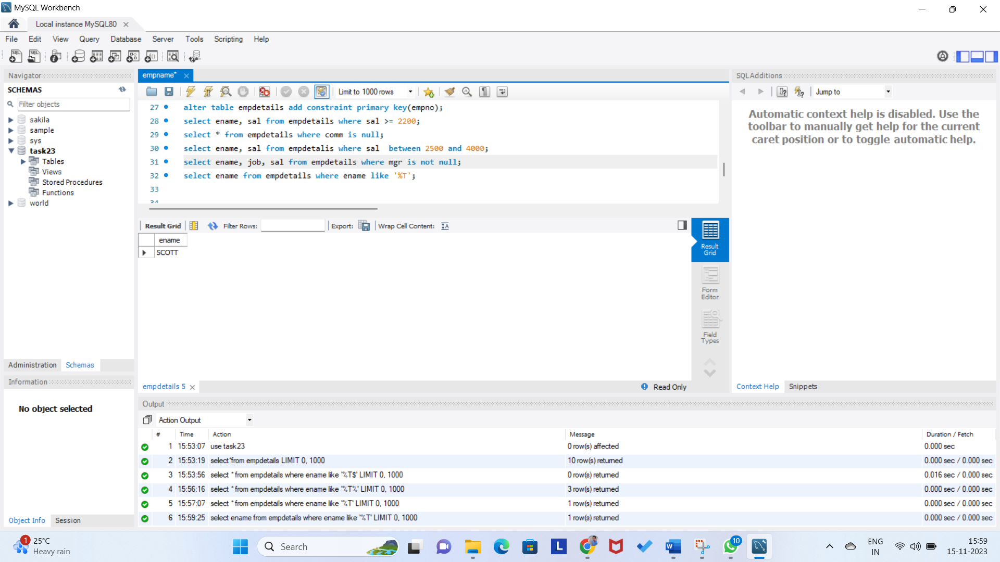 MySQL Workbench
Local instance MySQL80
File Edit View Query Database Server Tools Scripting Help
Navigator
SCHEMAS
Filter objects
sakila
sample
sys
task23
Tables
Views
Stored Procedures
Functions
world
Administration Schemas
Information
No object selected
Object Info Session
empname*
Limit to 1000 rows
27 alter table empdetails add constraint primary key(empno);
28 select ename, sal from empdetails where sal >= 2200;
29 select * from empdetails where comm is null;
30 select ename, sal from empdetalis where sal  between 2500 and 4000;
31 select ename, job, sal from empdetails where mgr is not null;
32 select ename from empdetails where ename like '%T';
33
34
Result Grid Filter Rows: Export: Wrap Cell Content:
ename
SCOTT
Result
Grid
Form
Editor
Field
Types
empdetails 5 Read Only
SQLAdditions
Jump to
Automatic context help is disabled. Use the
toolbar to manually get help for the current
caret position or to toggle automatic help.
Context Help Snippets
Output
Action Output
# Time Action Message Duration / Fetch
1 15:53:07 use task23 0 row(s) affected 0.000 sec
2 15:53:19 select*from empdetails LIMIT 0, 1000 10 row(s) returned 0.000 sec / 0.000 sec
3 15:53:56 select * from empdetails where ename like '%T$' LIMIT 0, 1000 0 row(s) returned 0.016 sec / 0.000 sec
4 15:56:16 select * from empdetails where ename like '%T%' LIMIT 0, 1000 3 row(s) returned 0.000 sec / 0.000 sec
5 15:57:07 select * from empdetails where ename like '%T' LIMIT 0, 1000 1 row(s) returned 0.000 sec / 0.000 sec
6 15:59:25 select ename from empdetails where ename like '%T' LIMIT 0, 1000 1 row(s) returned 0.000 sec / 0.000 sec
1
25°C
Heavy rain
Search
L
W
10
ENG
IN
15:59
15-11-2023